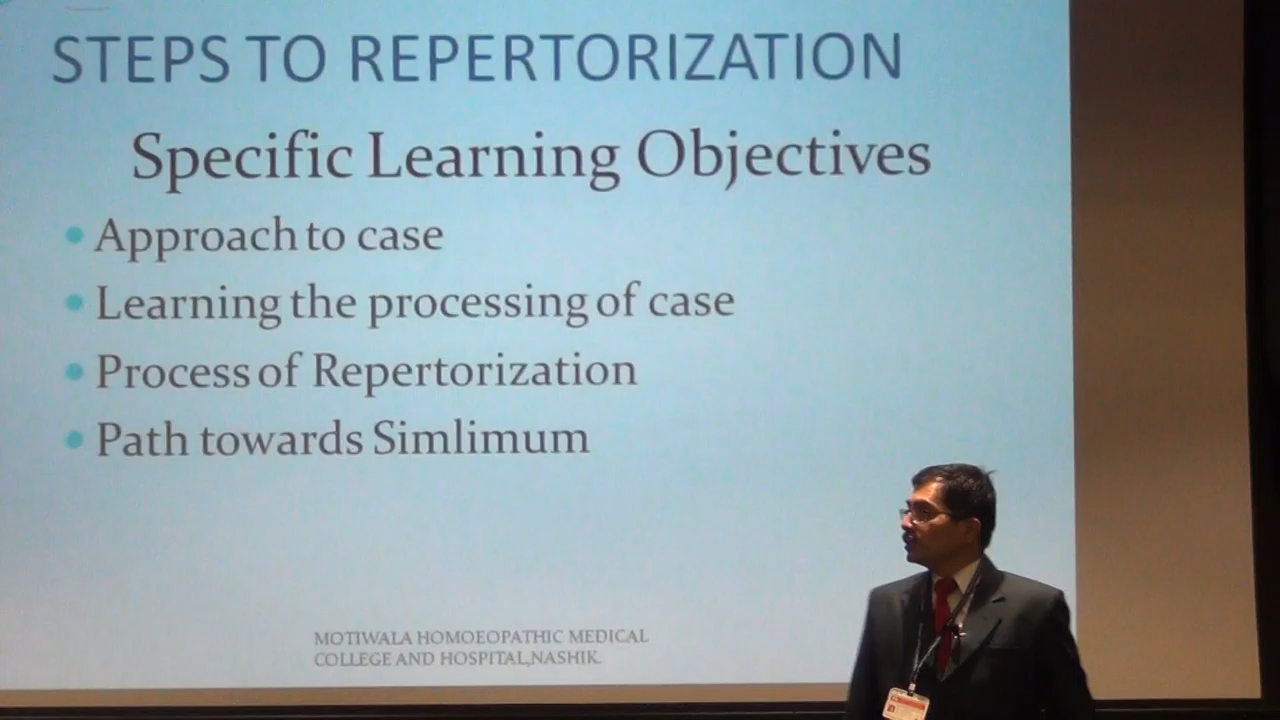 STEPS TO REPERTORIZATION
Specific Learning Objectives
• Approach to case
• Learning the processing of case
• Process of Repertorization
• Path towards Simlimum
MOTIWALA HOMOEOPATHIC MEDICAL
COLLEGE AND HOSPITAL,NASHIK.